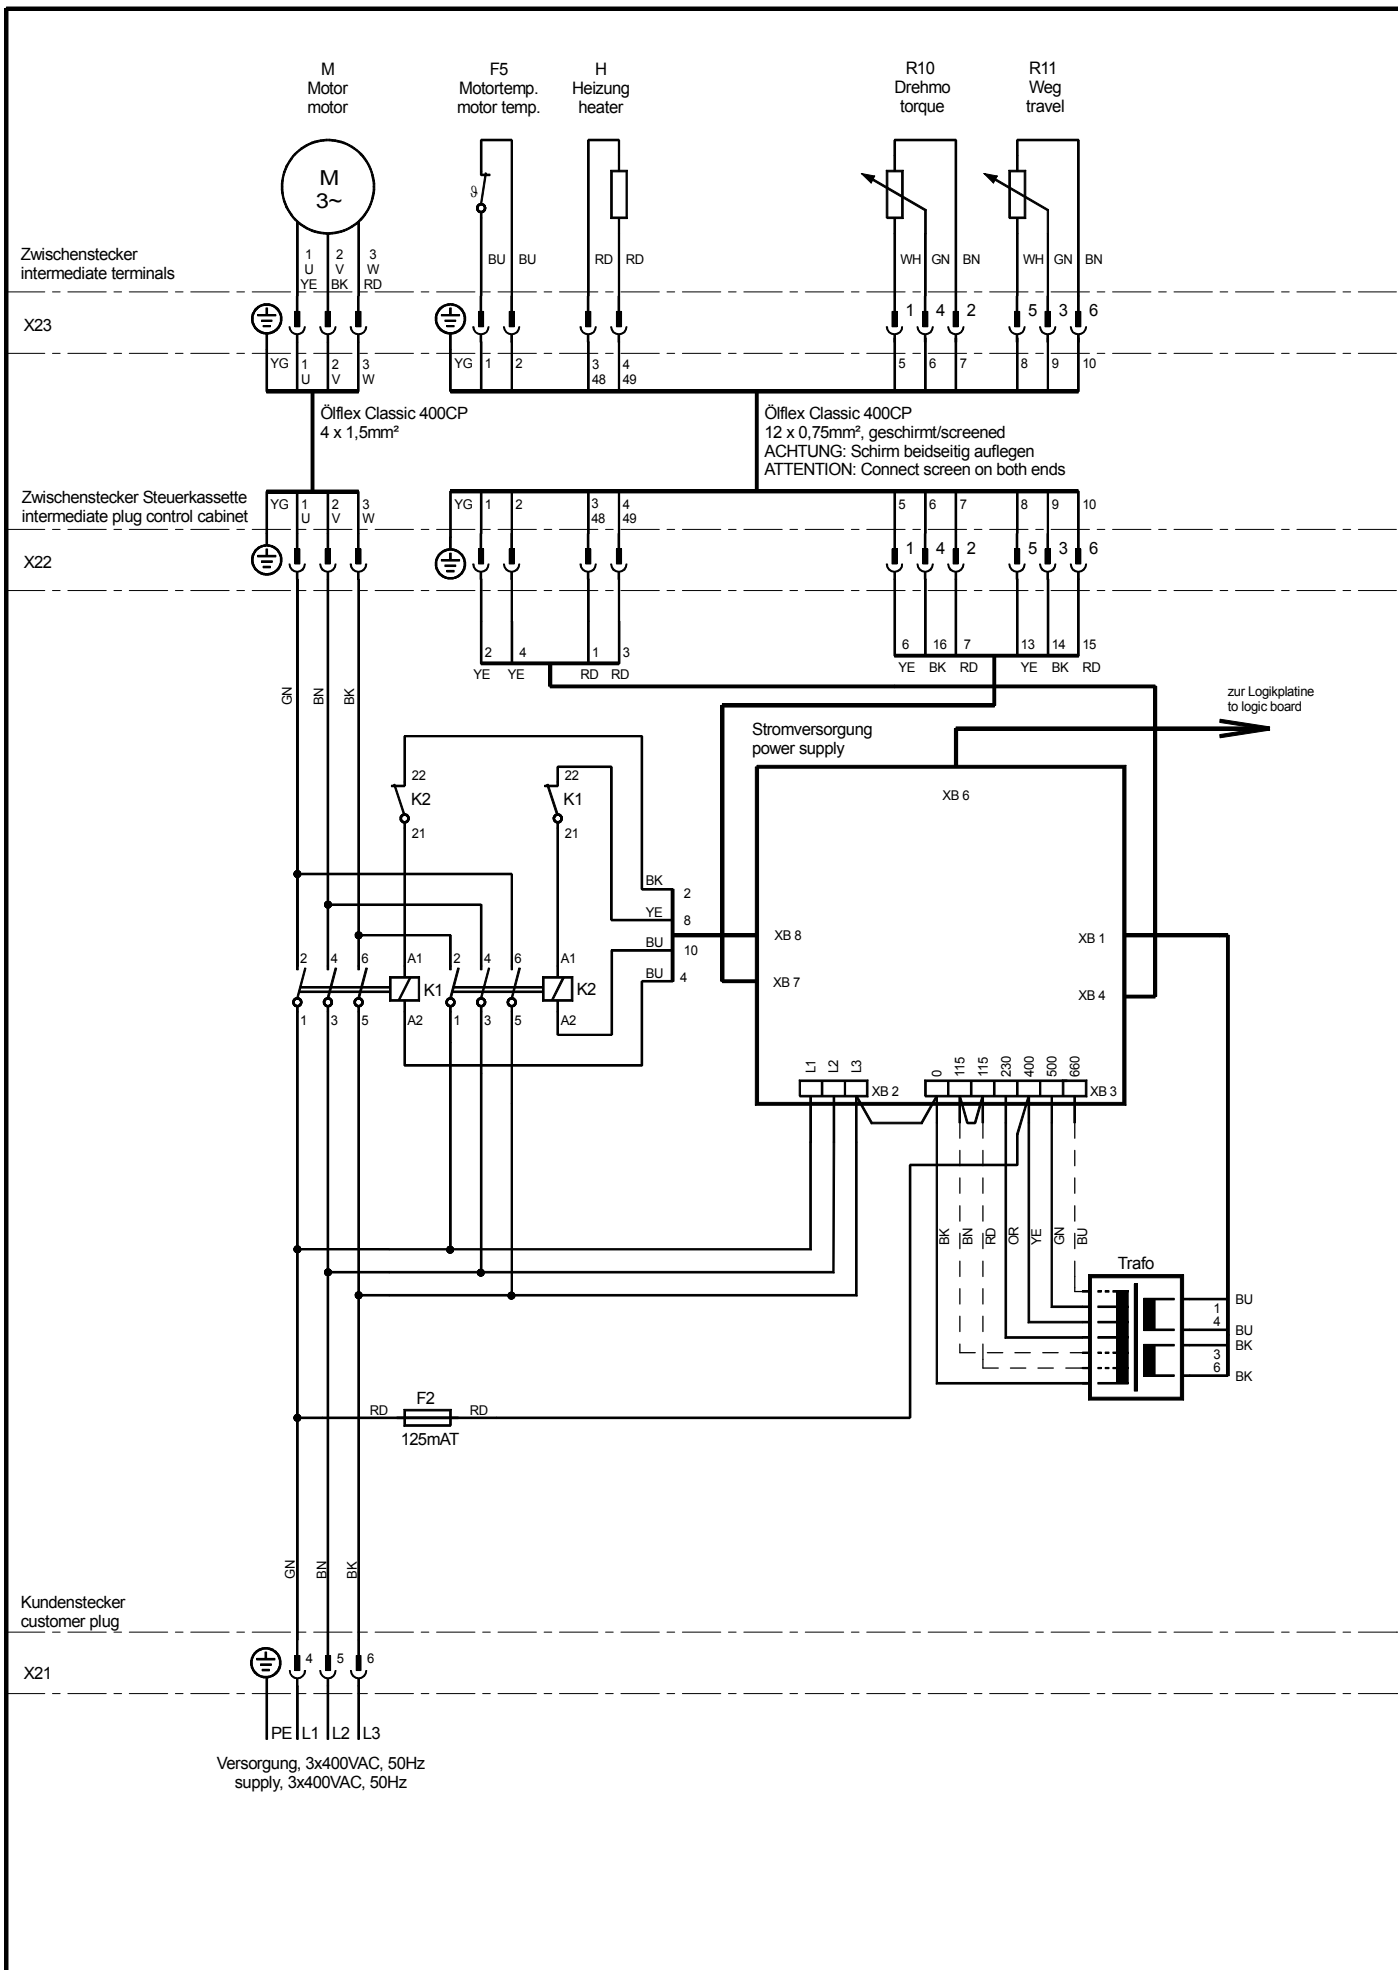 M
Motor
motor
F5
Motortemp.
motor temp.
H
Heizung
heater
R10
Drehmo
torque
R11
Weg
travel
M
3~
ϑ
Zwischenstecker
intermediate terminals
1 2 3
U V W
YE BK RD
BU BU RD RD
WH GN BN WH GN BN
X23
1 4 2 5 3 6
YG 1 2 3
U V W
YG 1 2 3 4
48 49
5 6 7 8 9 10
Ölflex Classic 400CP
4 x 1,5mm²
Ölflex Classic 400CP
12 x 0,75mm², geschirmt/screened
ACHTUNG: Schirm beidseitig auflegen
ATTENTION: Connect screen on both ends
Zwischenstecker Steuerkassette
intermediate plug control cabinet
YG 1 2 3
U V W
YG 1 2 3 4
48 49
5 6 7 8 9 10
X22
1 4 2 5 3 6
2 4 1 3
YE YE RD RD
6 16 7 13 14 15
YE BK RD YE BK RD
GN BN BK
zur Logikplatine
to logic board
Stromversorgung
power supply
XB 6
22
K2
21
22
K1
21
BK 2
YE 8
BU 10
BU 4
XB 8
XB 7
XB 1
XB 4
2 4 6 A1
K1
1 3 5 A2
2 4 6 A1
K2
1 3 5 A2
L1 L2 L3
XB 2
0 115 115 230 400 500 660
XB 3
BK BN RD OR YE GN BU
Trafo
BU
1
4
BU
BK
3
6
BK
F2
RD RD
125mAT
GN BN BK
Kundenstecker
customer plug
X21
4 5 6
PE L1 L2 L3
Versorgung, 3x400VAC, 50Hz
supply, 3x400VAC, 50Hz